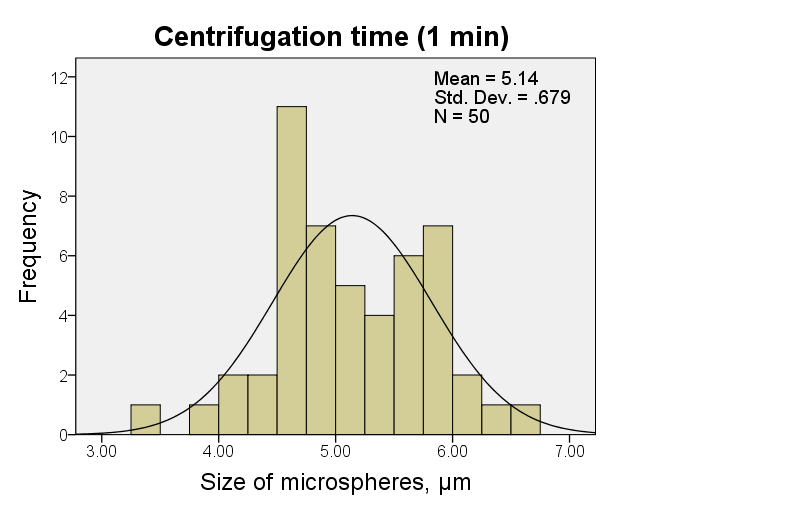 Centrifugation time (1 min)
Mean = 5.14
Std. Dev. = .679
N = 50
12
10
8
6
4
2
0
Frequency
3.00 4.00 5.00 6.00 7.00
Size of microspheres, µm